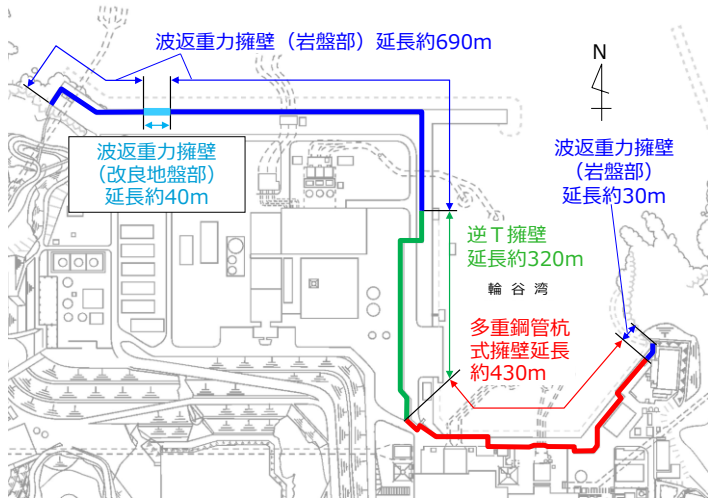 波返重力擁壁（岩盤部）延長約690m
N
波返重力擁壁
（改良地盤部）
延長約40m
波返重力擁壁
（岩盤部）
延長約30m
逆Ｔ擁壁
延長約320m
輪谷湾
多重鋼管杭
式擁壁延長
約430m